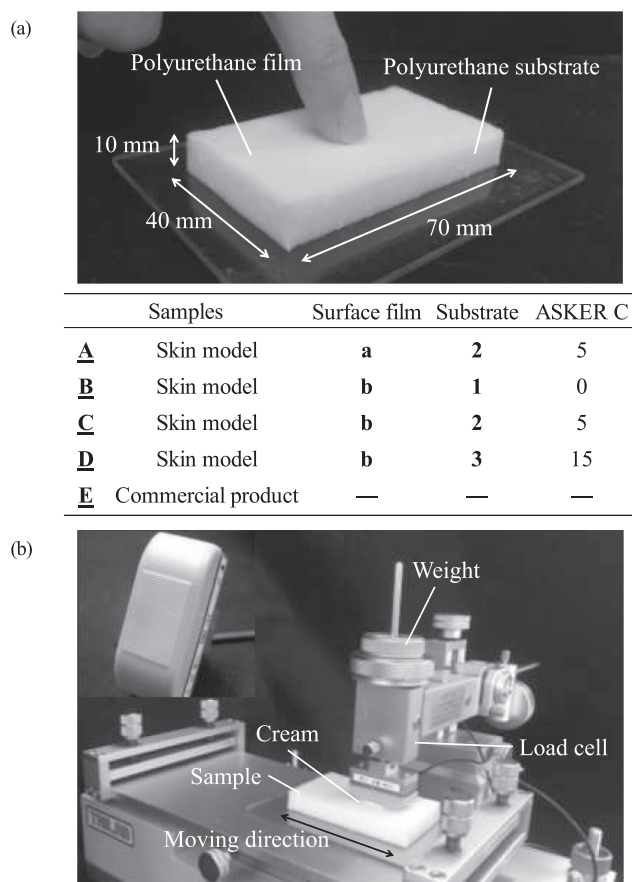 (a)
Polyurethane film
Polyurethane substrate
10 mm
40 mm
70 mm
Samples Surface film Substrate ASKER C
A Skin model a 2 5
B Skin model b 1 0
C Skin model b 2 5
D Skin model b 3 15
E Commercial product — — —
(b)
Weight
Cream
Load cell
Sample
Moving direction